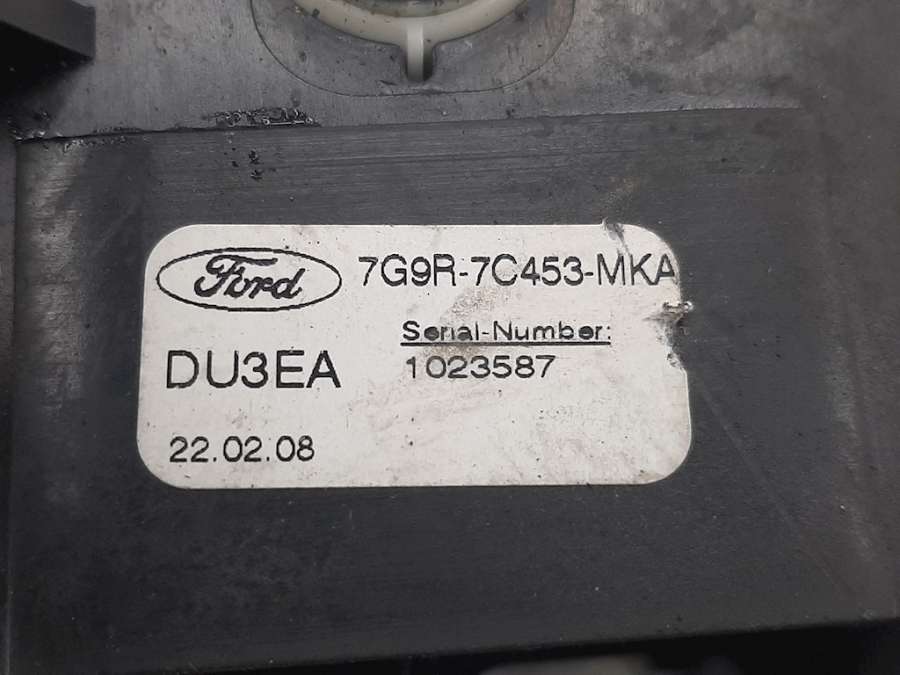 Ford 7G9R-7C453-MKA
DU3EA
Serial-Number:
1023587
22.02.08